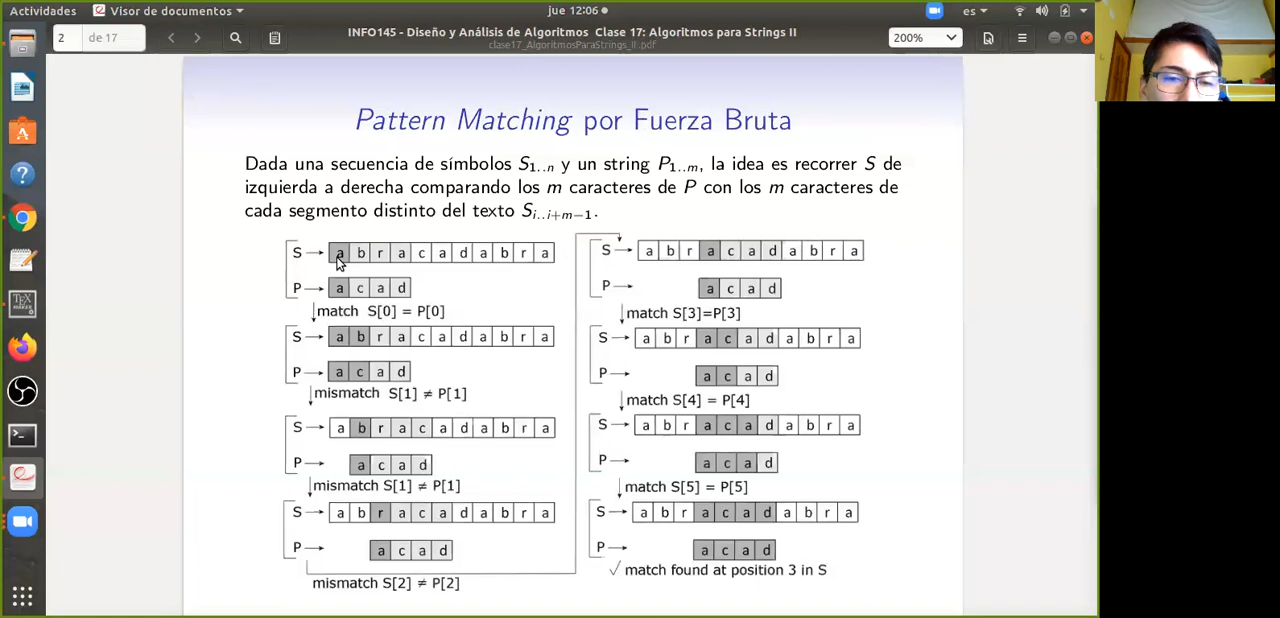 Actividades
Visor de documentos
jue 12:06
es
2 de 17
INFO145 - Diseño y Análisis de Algoritmos Clase 17: Algoritmos para Strings II
clase17_AlgoritmosParaStrings_II .pdf
200%
Pattern Matching por Fuerza Bruta
Dada una secuencia de símbolos S1..n y un string P1..m, la idea es recorrer S de
izquierda a derecha comparando los m caracteres de P con los m caracteres de
cada segmento distinto del texto Si..i+m−1.
S a b r a c a d a b r a
P a c a d
match S[0] = P[0]
S a b r a c a d a b r a
P a c a d
mismatch S[1] ≠ P[1]
S a b r a c a d a b r a
P a c a d
mismatch S[1] ≠ P[1]
S a b r a c a d a b r a
P a c a d
mismatch S[2] ≠ P[2]
S a b r a c a d a b r a
P a c a d
match S[3]=P[3]
S a b r a c a d a b r a
P a c a d
match S[4] = P[4]
S a b r a c a d a b r a
P a c a d
match S[5] = P[5]
S a b r a c a d a b r a
P a c a d
✓ match found at position 3 in S